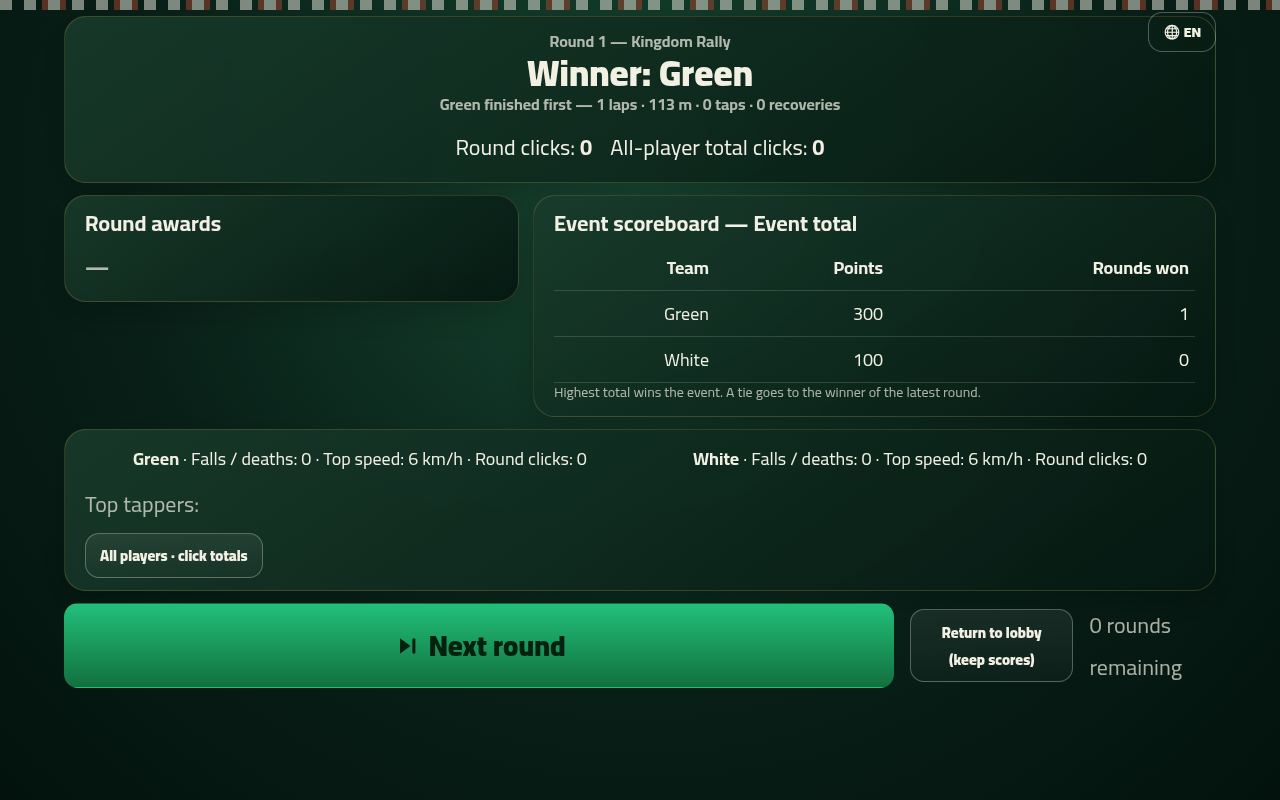 EN
Round 1 — Kingdom Rally
Winner: Green
Green finished first — 1 laps · 113 m · 0 taps · 0 recoveries
Round clicks: 0 All-player total clicks: 0
Round awards
—
Event scoreboard — Event total
Team Points Rounds won
Green 300 1
White 100 0
Highest total wins the event. A tie goes to the winner of the latest round.
Green · Falls / deaths: 0 · Top speed: 6 km/h · Round clicks: 0
White · Falls / deaths: 0 · Top speed: 6 km/h · Round clicks: 0
Top tappers:
All players · click totals
Next round
Return to lobby
(keep scores)
0 rounds
remaining